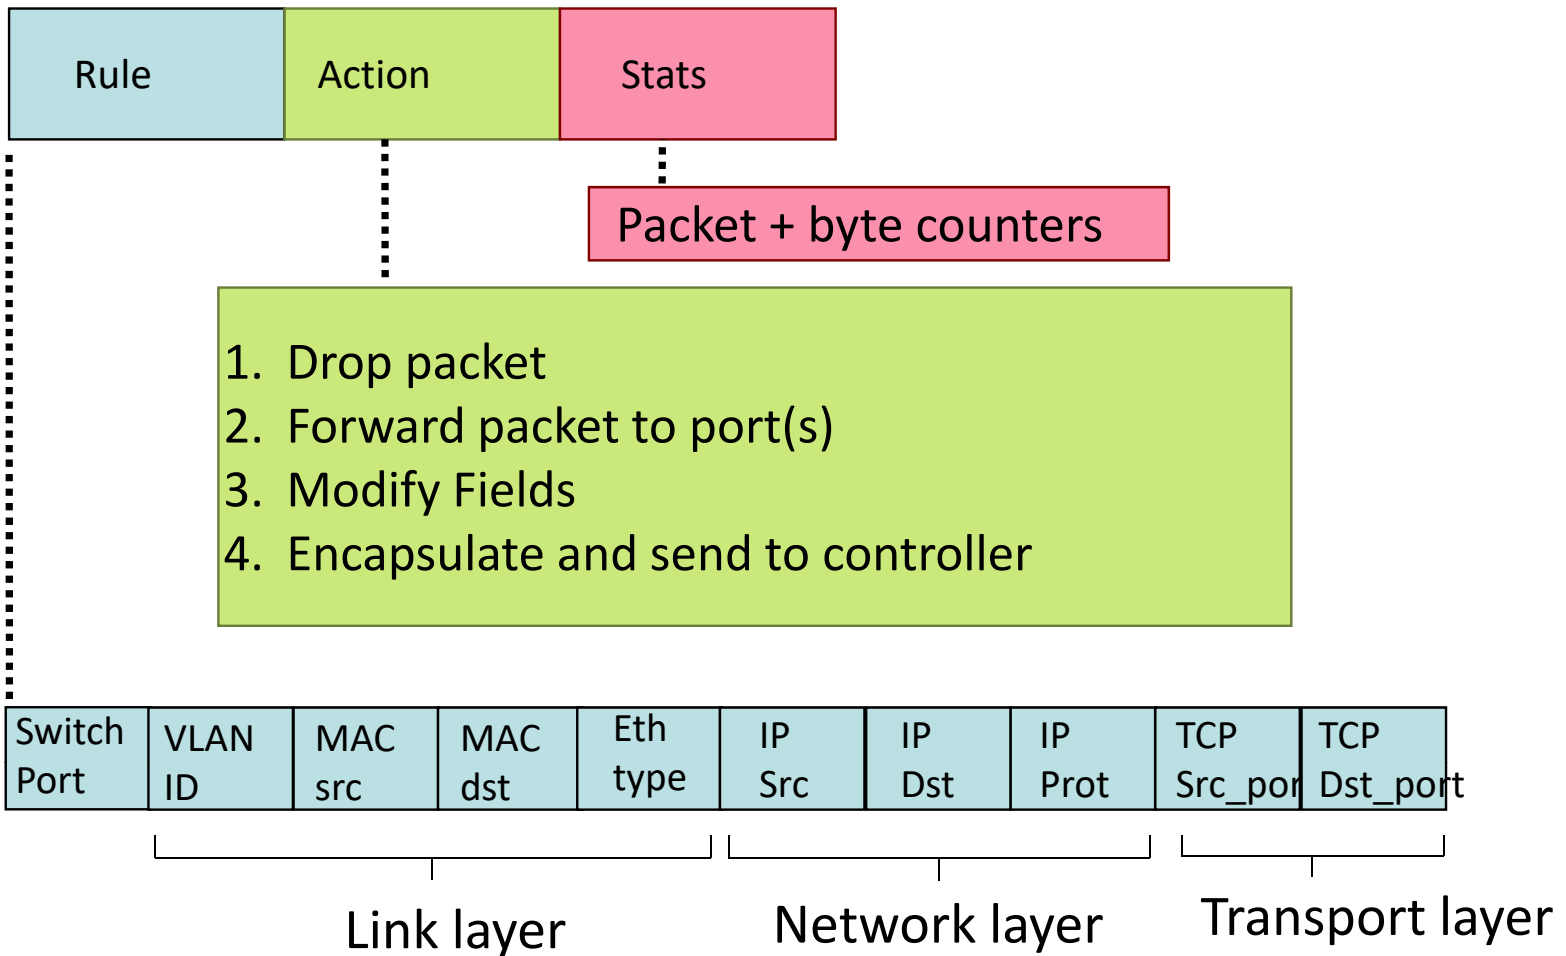 Rule
Action
Stats
Packet + byte counters
1. Drop packet
2. Forward packet to port(s)
3. Modify Fields
4. Encapsulate and send to controller
Switch
Port
VLAN
ID
MAC
src
MAC
dst
Eth
type
IP
Src
IP
Dst
IP
Prot
TCP
Src_port
TCP
Dst_port
Link layer
Network layer
Transport layer